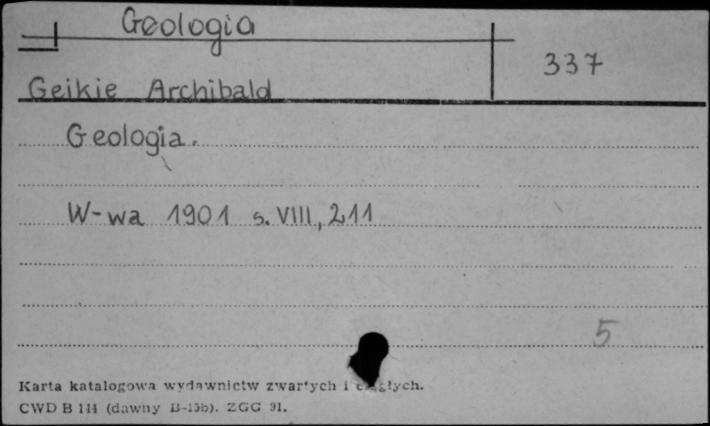 Geologia
337
Geikie Archibald
Geologia.
W-wa 1901 s. VIII, 211
5
Karta katalogowa wydawnictw zwartych i ciągłych.
CWD B 144 (dawny B-15b). ZGG 91.